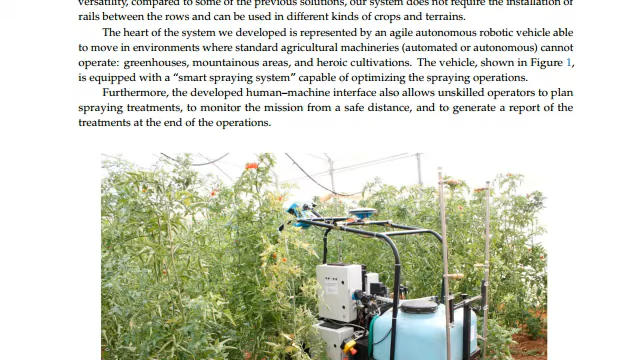 versatility, compared to some of the previous solutions, our system does not require the installation of
rails between the rows and can be used in different kinds of crops and terrains.
The heart of the system we developed is represented by an agile autonomous robotic vehicle able
to move in environments where standard agricultural machineries (automated or autonomous) cannot
operate: greenhouses, mountainous areas, and heroic cultivations. The vehicle, shown in Figure 1,
is equipped with a “smart spraying system” capable of optimizing the spraying operations.
Furthermore, the developed human–machine interface also allows unskilled operators to plan
spraying treatments, to monitor the mission from a safe distance, and to generate a report of the
treatments at the end of the operations.